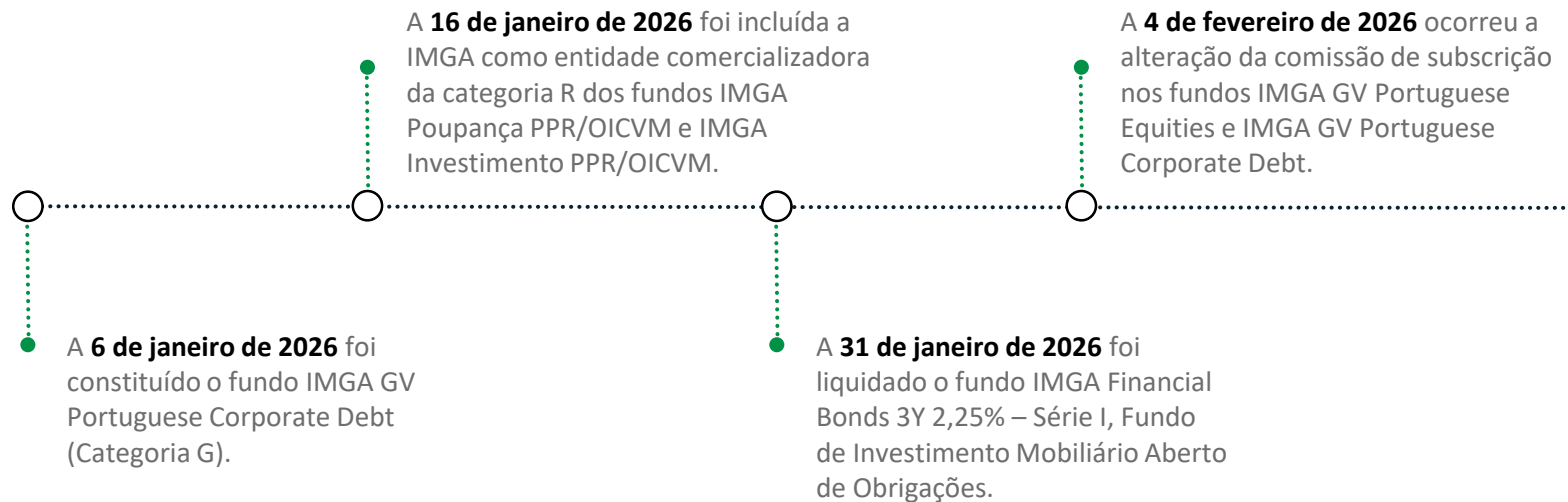 A 16 de janeiro de 2026 foi incluída a
IMGA como entidade comercializadora
da categoria R dos fundos IMGA
Poupança PPR/OICVM e IMGA
Investimento PPR/OICVM.
A 4 de fevereiro de 2026 ocorreu a
alteração da comissão de subscrição
nos fundos IMGA GV Portuguese
Equities e IMGA GV Portuguese
Corporate Debt.
A 6 de janeiro de 2026 foi
constituído o fundo IMGA GV
Portuguese Corporate Debt
(Categoria G).
A 31 de janeiro de 2026 foi
liquidado o fundo IMGA Financial
Bonds 3Y 2,25% – Série I, Fundo
de Investimento Mobiliário Aberto
de Obrigações.